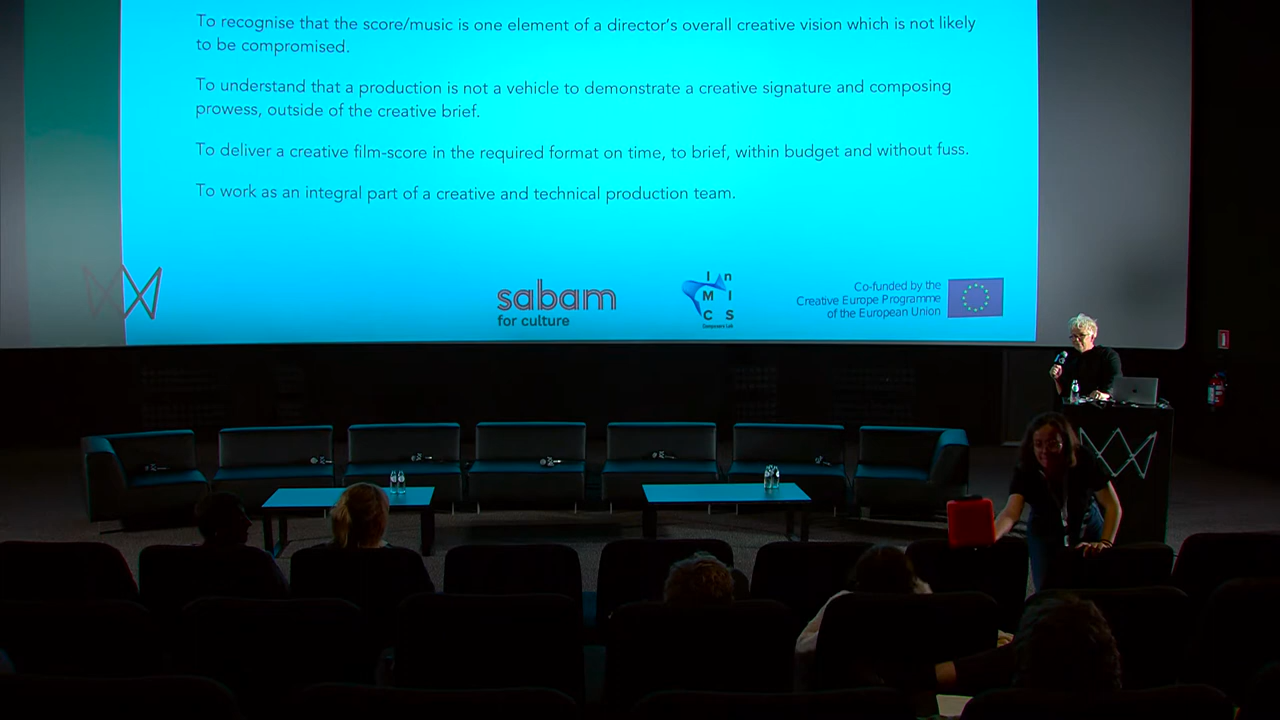 To recognise that the score/music is one element of a director's overall creative vision which is not likely
to be compromised.
To understand that a production is not a vehicle to demonstrate a creative signature and composing
prowess, outside of the creative brief.
To deliver a creative film-score in the required format on time, to brief, within budget and without fuss.
To work as an integral part of a creative and technical production team.
sabam
for culture
I n
M I
C S
Composers Lab
Co-funded by the
Creative Europe Programme
of the European Union